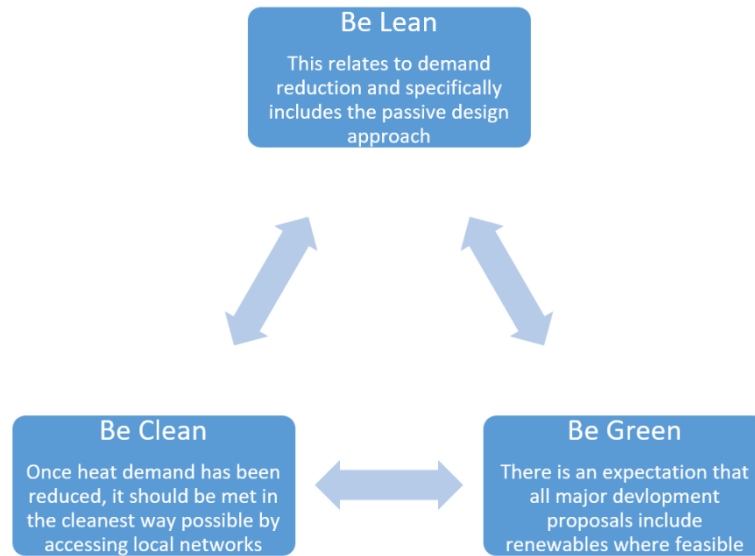 Be Lean
This relates to demand
reduction and specifically
includes the passive design
approach
Be Clean
Once heat demand has been
reduced, it should be met in
the cleanest way possible by
accessing local networks
Be Green
There is an expectation that
all major devlopment
proposals include
renewables where feasible